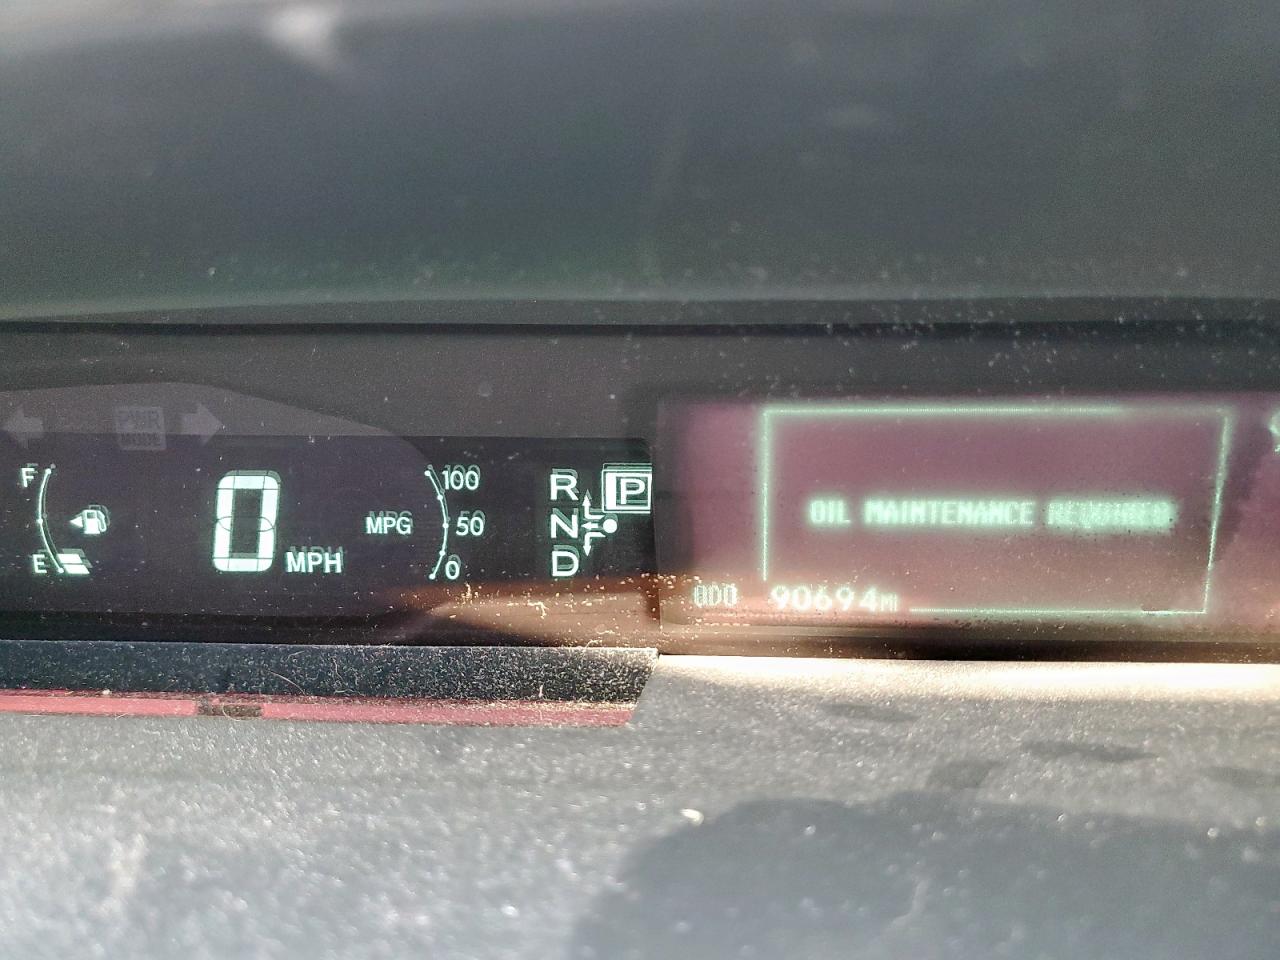 PWR
MODE
F
E
0 MPH
MPG
100
50
0
R
N
D
P
OIL MAINTENANCE REQUIRED
ODO 90694MI